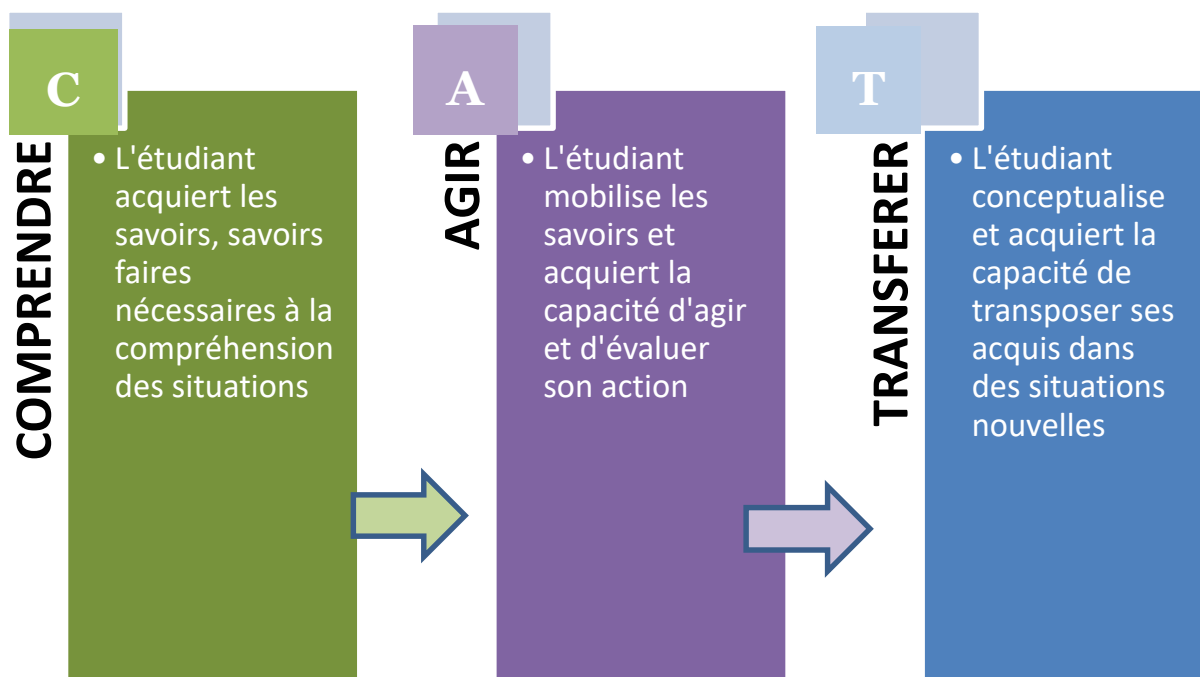 C
COMPRENDRE
• L'étudiant
acquiert les
savoirs, savoirs
faires
nécessaires à la
compréhension
des situations
A
AGIR
• L'étudiant
mobilise les
savoirs et
acquiert la
capacité d'agir
et d'évaluer
son action
T
TRANSFERER
• L'étudiant
conceptualise
et acquiert la
capacité de
transposer ses
acquis dans
des situations
nouvelles